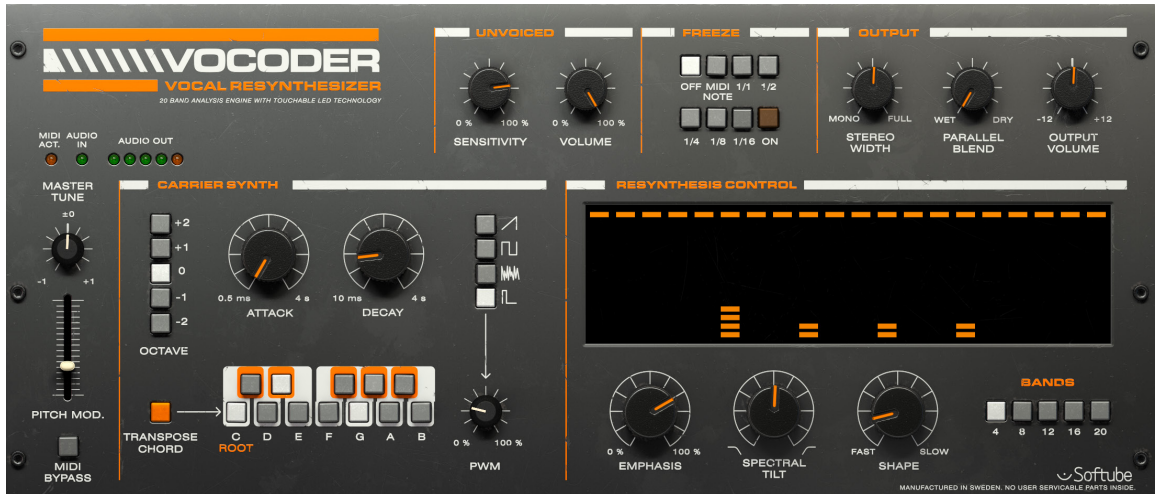 VOCODER
VOCAL RESYNTHESIZER
20 BAND ANALYSIS ENGINE WITH TOUCHABLE LED TECHNOLOGY
MIDI ACT.
AUDIO IN
AUDIO OUT
MASTER TUNE
±0
-1 +1
PITCH MOD.
MIDI BYPASS
UNVOICED
0 % 100 %
SENSITIVITY
0 % 100 %
VOLUME
FREEZE
OFF MIDI NOTE 1/1 1/2
1/4 1/8 1/16 ON
OUTPUT
MONO FULL
STEREO WIDTH
WET DRY
PARALLEL BLEND
-12 +12
OUTPUT VOLUME
CARRIER SYNTH
+2
+1
0
-1
-2
OCTAVE
0.5 ms 4 s
ATTACK
10 ms 4 s
DECAY
TRANSPOSE CHORD
C D E F G A B
ROOT
0 % 100 %
PWM
RESYNTHESIS CONTROL
0 % 100 %
EMPHASIS
SPECTRAL TILT
FAST SLOW
SHAPE
BANDS
4 8 12 16 20
Softube
MANUFACTURED IN SWEDEN. NO USER SERVICABLE PARTS INSIDE.